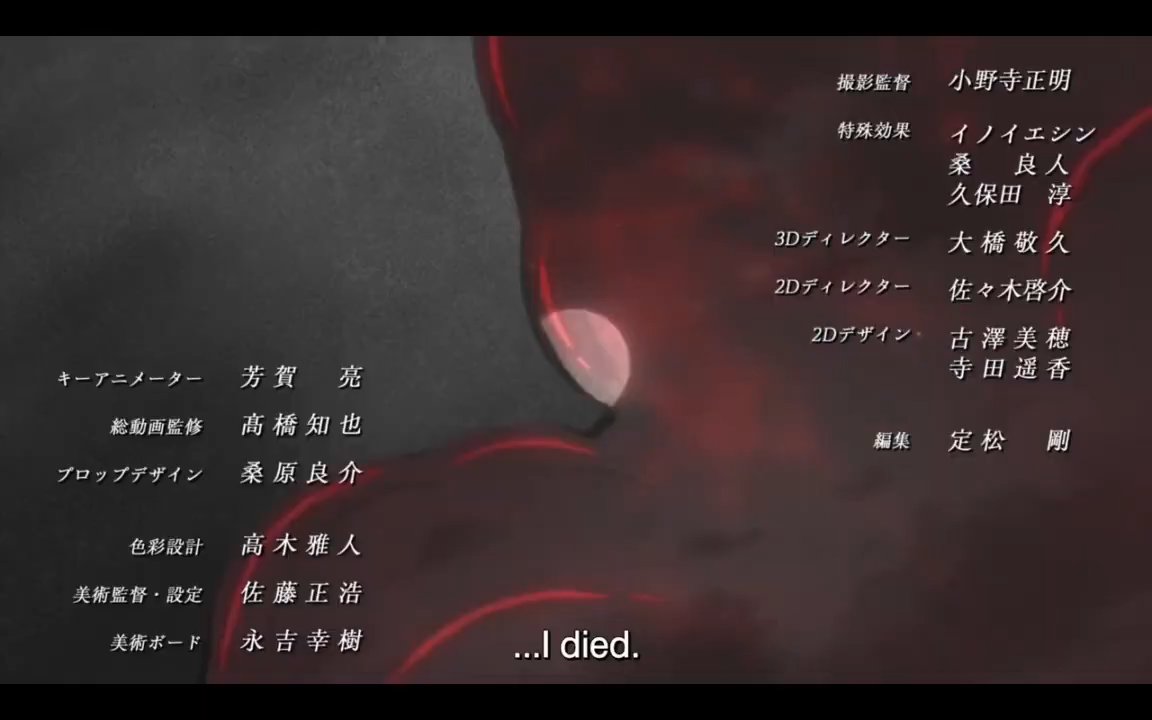 撮影監督 小野寺正明
特殊効果 イノイエシン
桑 良人
久保田 淳
3Dディレクター 大橋敬久
2Dディレクター 佐々木啓介
2Dデザイン 古澤美穂
寺田遥香
編集 定松 剛
キーアニメーター 芳賀 亮
総動画監修 髙橋知也
プロップデザイン 桑原良介
色彩設計 高木雅人
美術監督・設定 佐藤正浩
美術ボード 永吉幸樹
...I died.